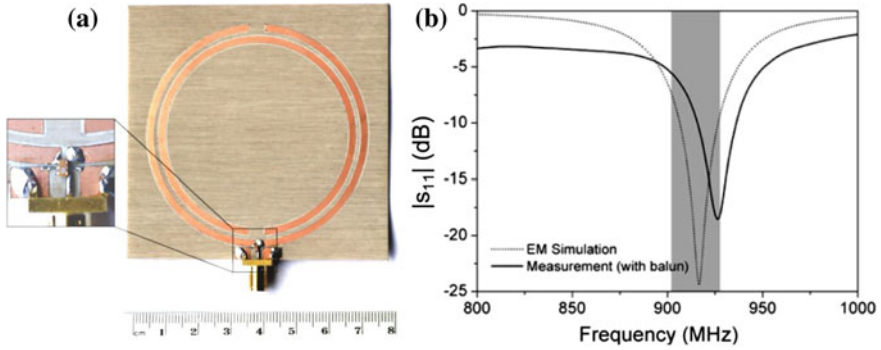 (a)
cm 1 2 3 4 5 6 7 8
(b)
|s11| (dB)
0
-5
-10
-15
-20
-25
EM Simulation
Measurement (with balun)
800 850 900 950 1000
Frequency (MHz)